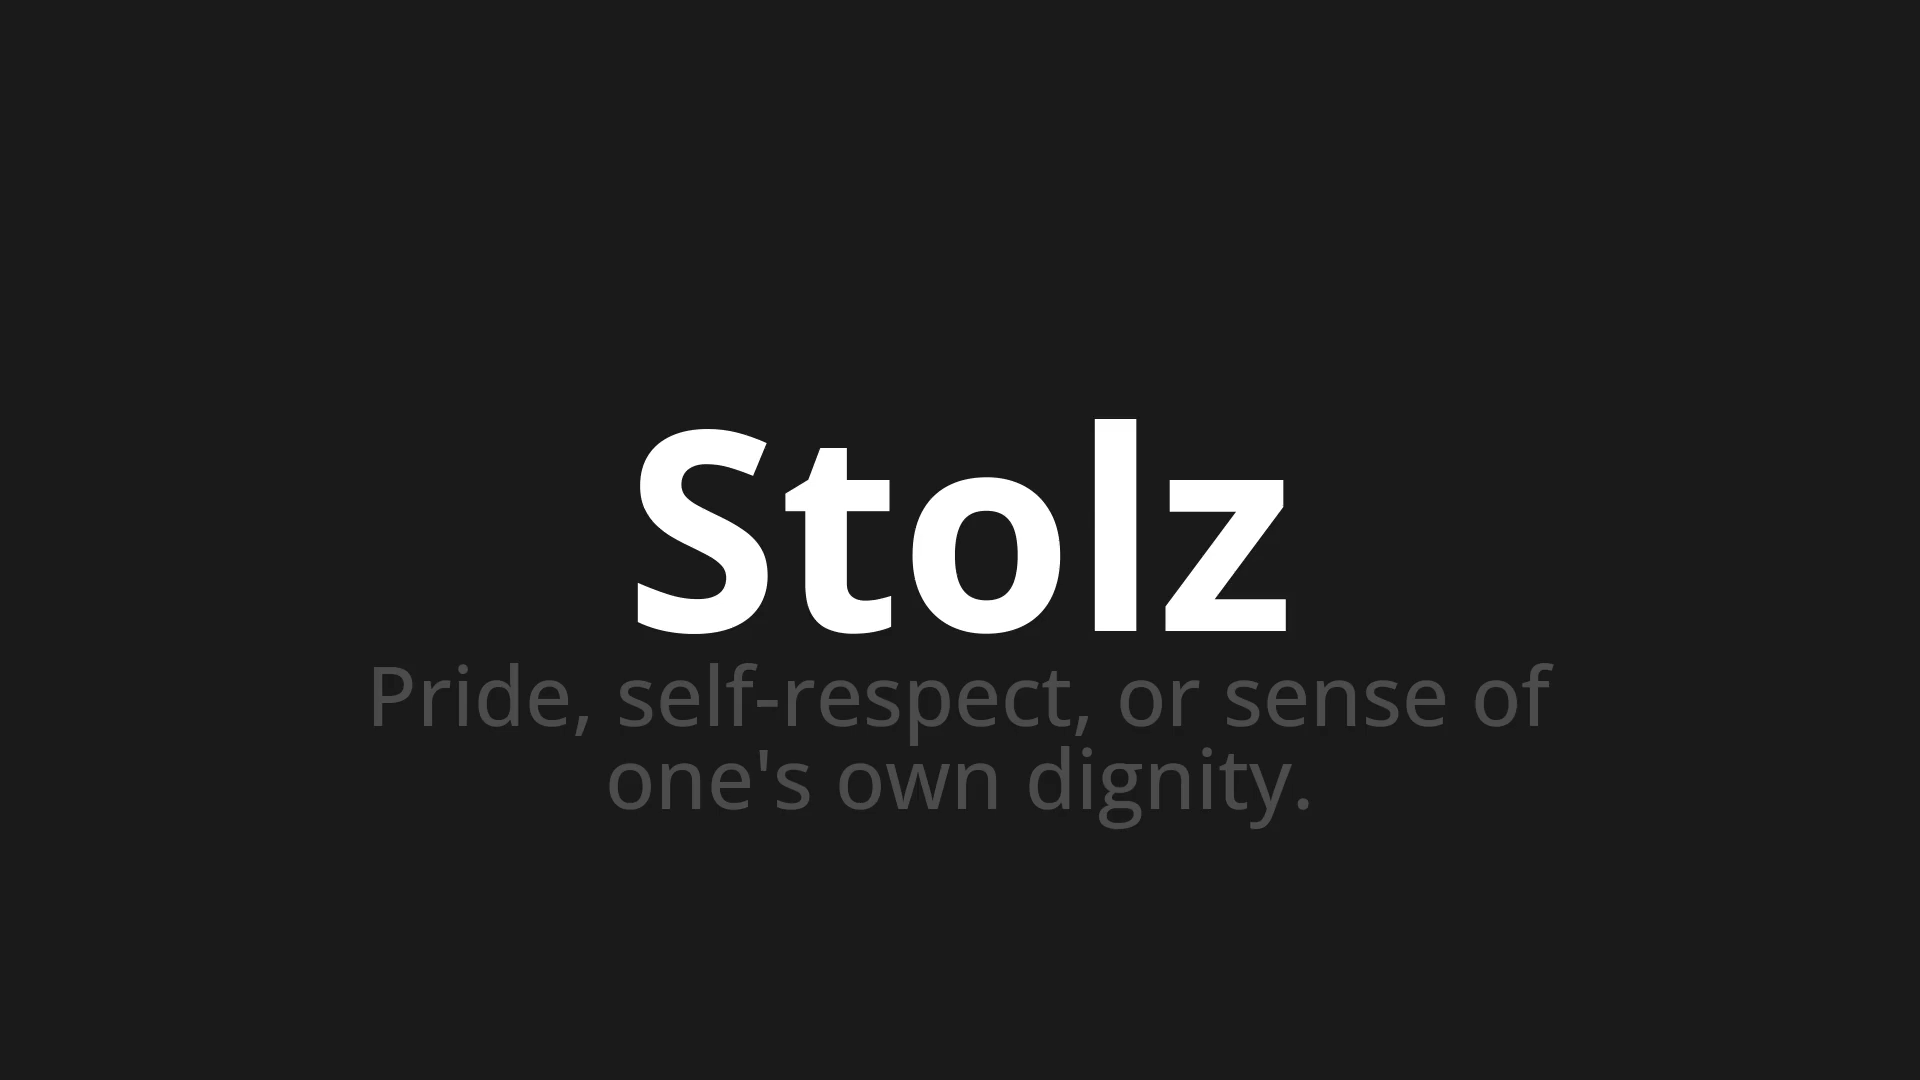 Stolz
Pride, self-respect, or sense of
one's own dignity.